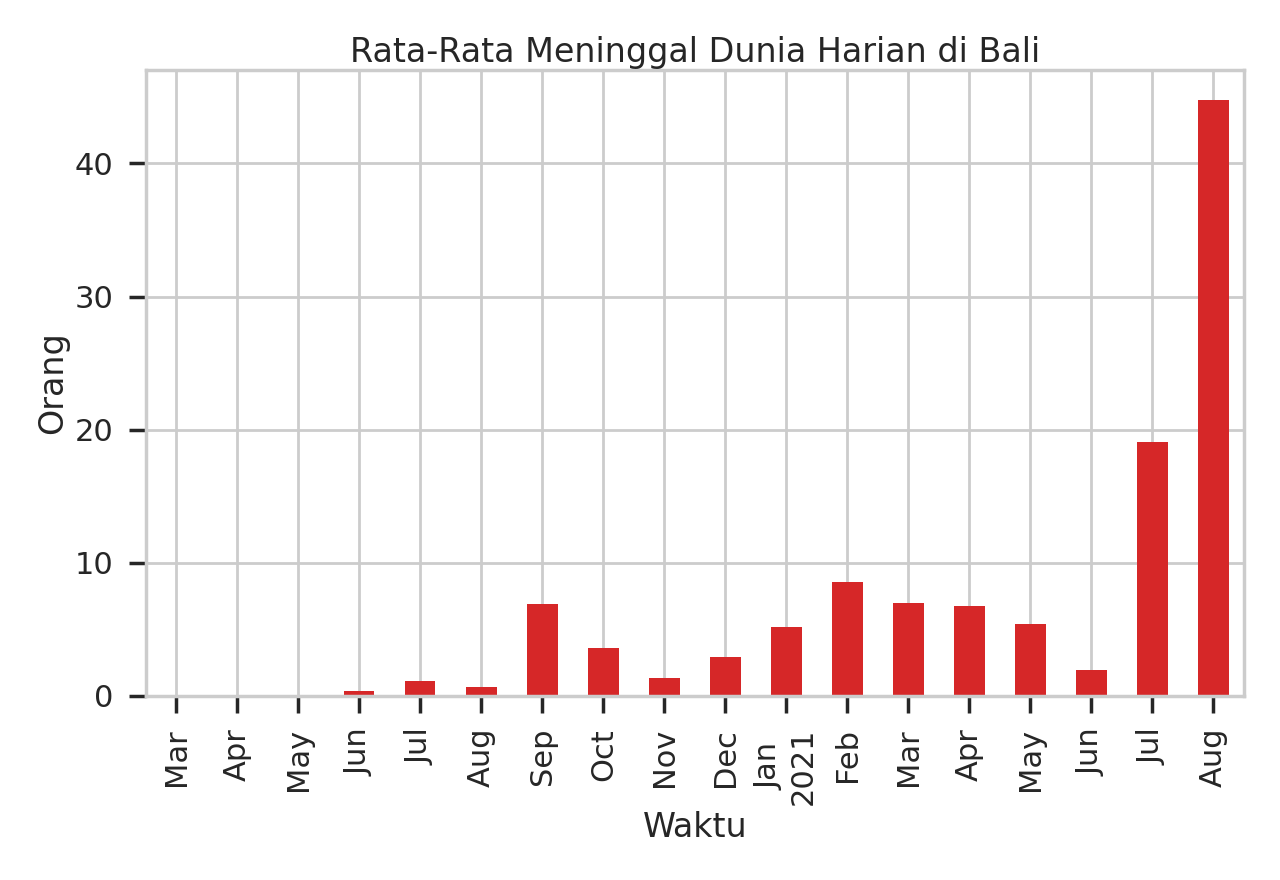 Rata-Rata Meninggal Dunia Harian di Bali
Orang
40
30
20
10
0
Mar
Apr
May
Jun
Jul
Aug
Sep
Oct
Nov
Dec
Jan
2021
Feb
Mar
Apr
May
Jun
Jul
Aug
Waktu